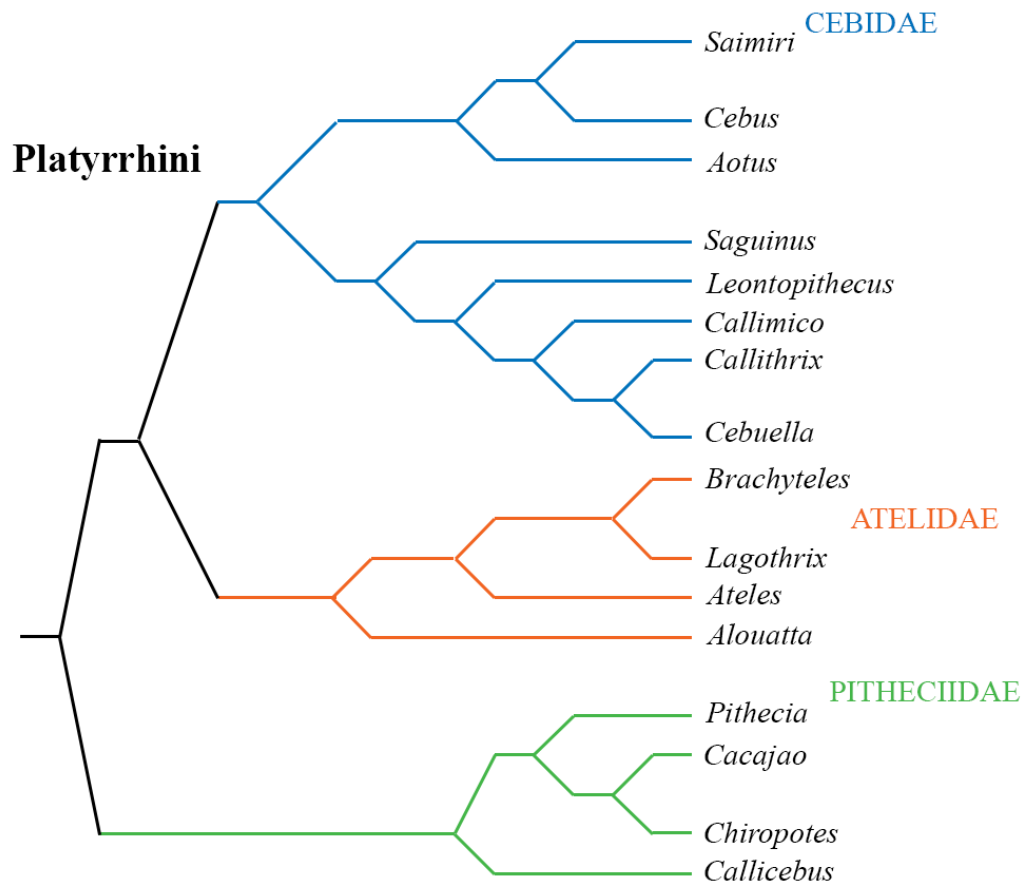 CEBIDAE
Saimiri
Cebus
Platyrrhini
Aotus
Saguinus
Leontopithecus
Callimico
Callithrix
Cebuella
Brachyteles
ATELIDAE
Lagothrix
Ateles
Alouatta
PITHECIIDAE
Pithecia
Cacajao
Chiropotes
Callicebus